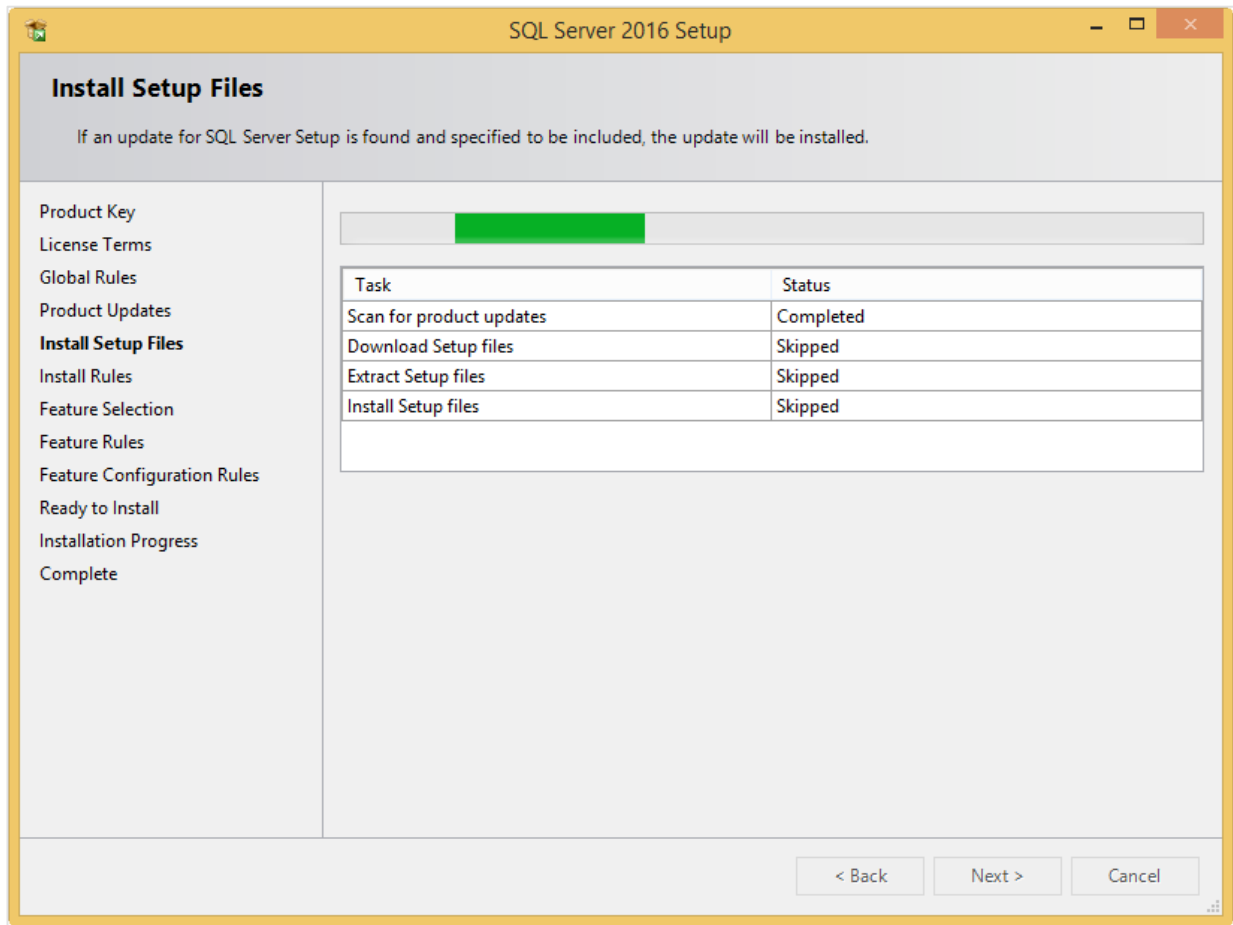 SQL Server 2016 Setup
Install Setup Files
If an update for SQL Server Setup is found and specified to be included, the update will be installed.
Product Key
License Terms
Global Rules
Product Updates
Install Setup Files
Install Rules
Feature Selection
Feature Rules
Feature Configuration Rules
Ready to Install
Installation Progress
Complete
Task Status
Scan for product updates Completed
Download Setup files Skipped
Extract Setup files Skipped
Install Setup files Skipped
< Back Next > Cancel